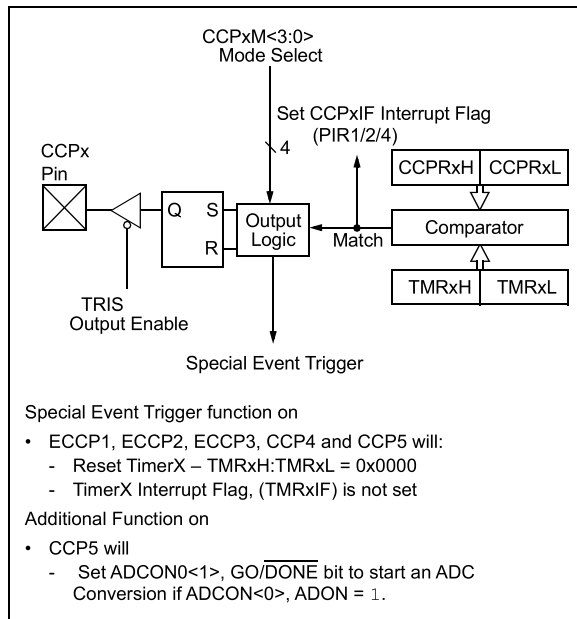 CCPxM<3:0>
Mode Select
Set CCPxIF Interrupt Flag
(PIR1/2/4)
4
CCPx
Pin
CCPRxH
CCPRxL
Q
S
R
Output
Logic
Match
Comparator
TMRxH
TMRxL
TRIS
Output Enable
Special Event Trigger
Special Event Trigger function on
• ECCP1, ECCP2, ECCP3, CCP4 and CCP5 will:
- Reset TimerX – TMRxH:TMRxL = 0x0000
- TimerX Interrupt Flag, (TMRxIF) is not set
Additional Function on
• CCP5 will
- Set ADCON0<1>, GO/DONE bit to start an ADC
Conversion if ADCON<0>, ADON = 1.